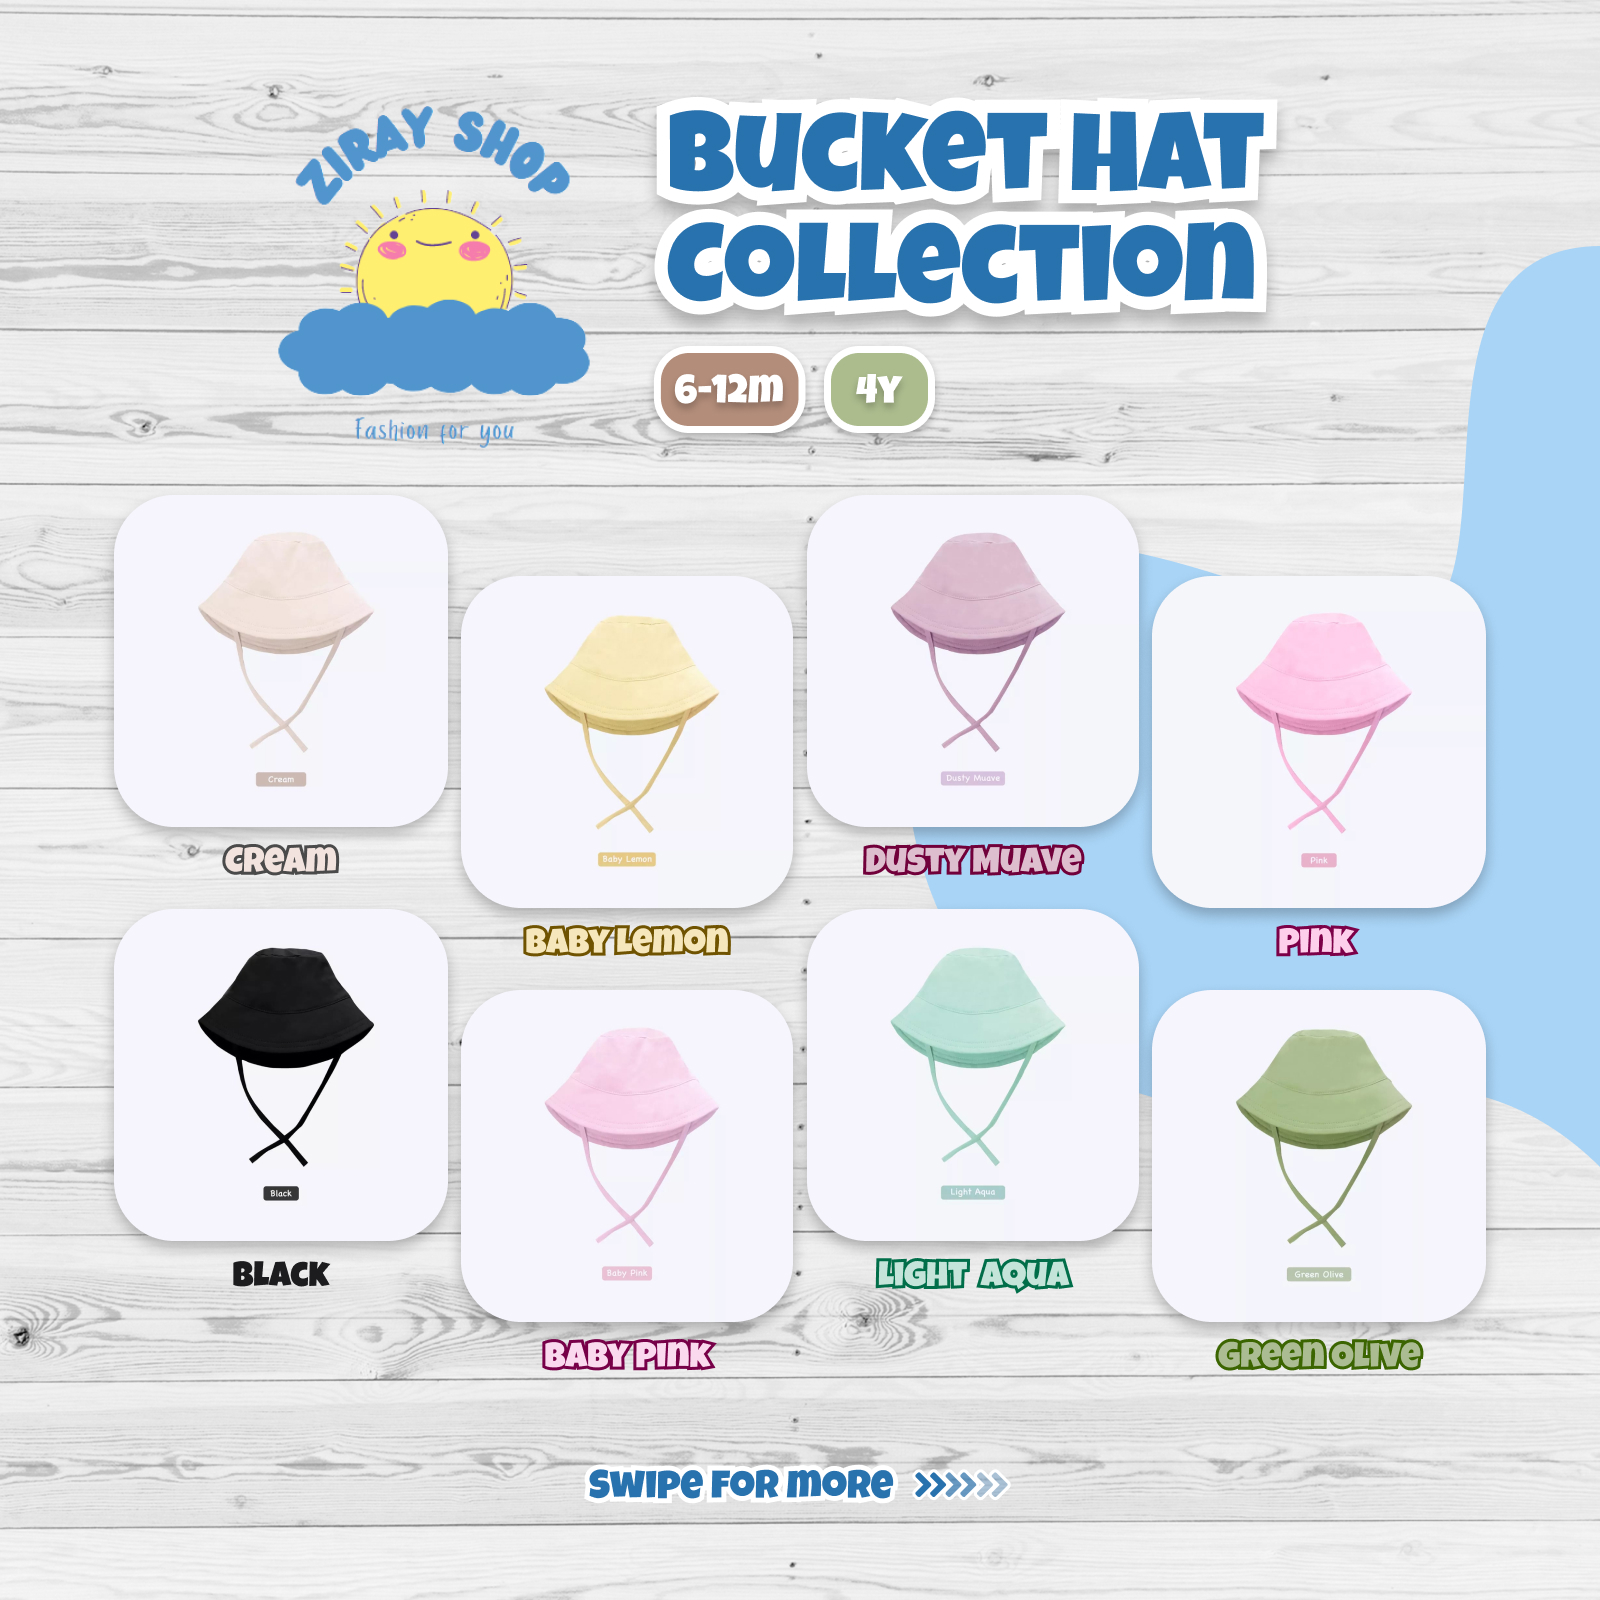 ZIRAY SHOP
Fashion for you
BUCKET HAT
COLLECTION
6-12M
4Y
Cream
CREAM
Baby Lemon
BABY LEMON
Dusty Muave
DUSTY MUAVE
Pink
PINK
Black
BLACK
Baby Pink
BABY PINK
Light Aqua
LIGHT AQUA
Green Olive
GREEN OLIVE
SWIPE FOR MORE